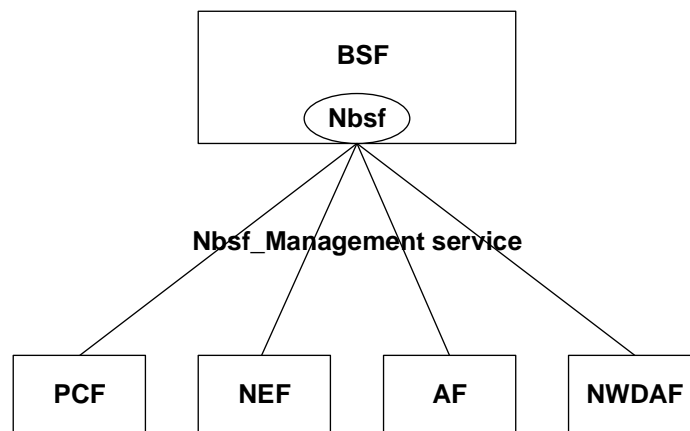 BSF
Nbsf
Nbsf_Management service
PCF
NEF
AF
NWDAF